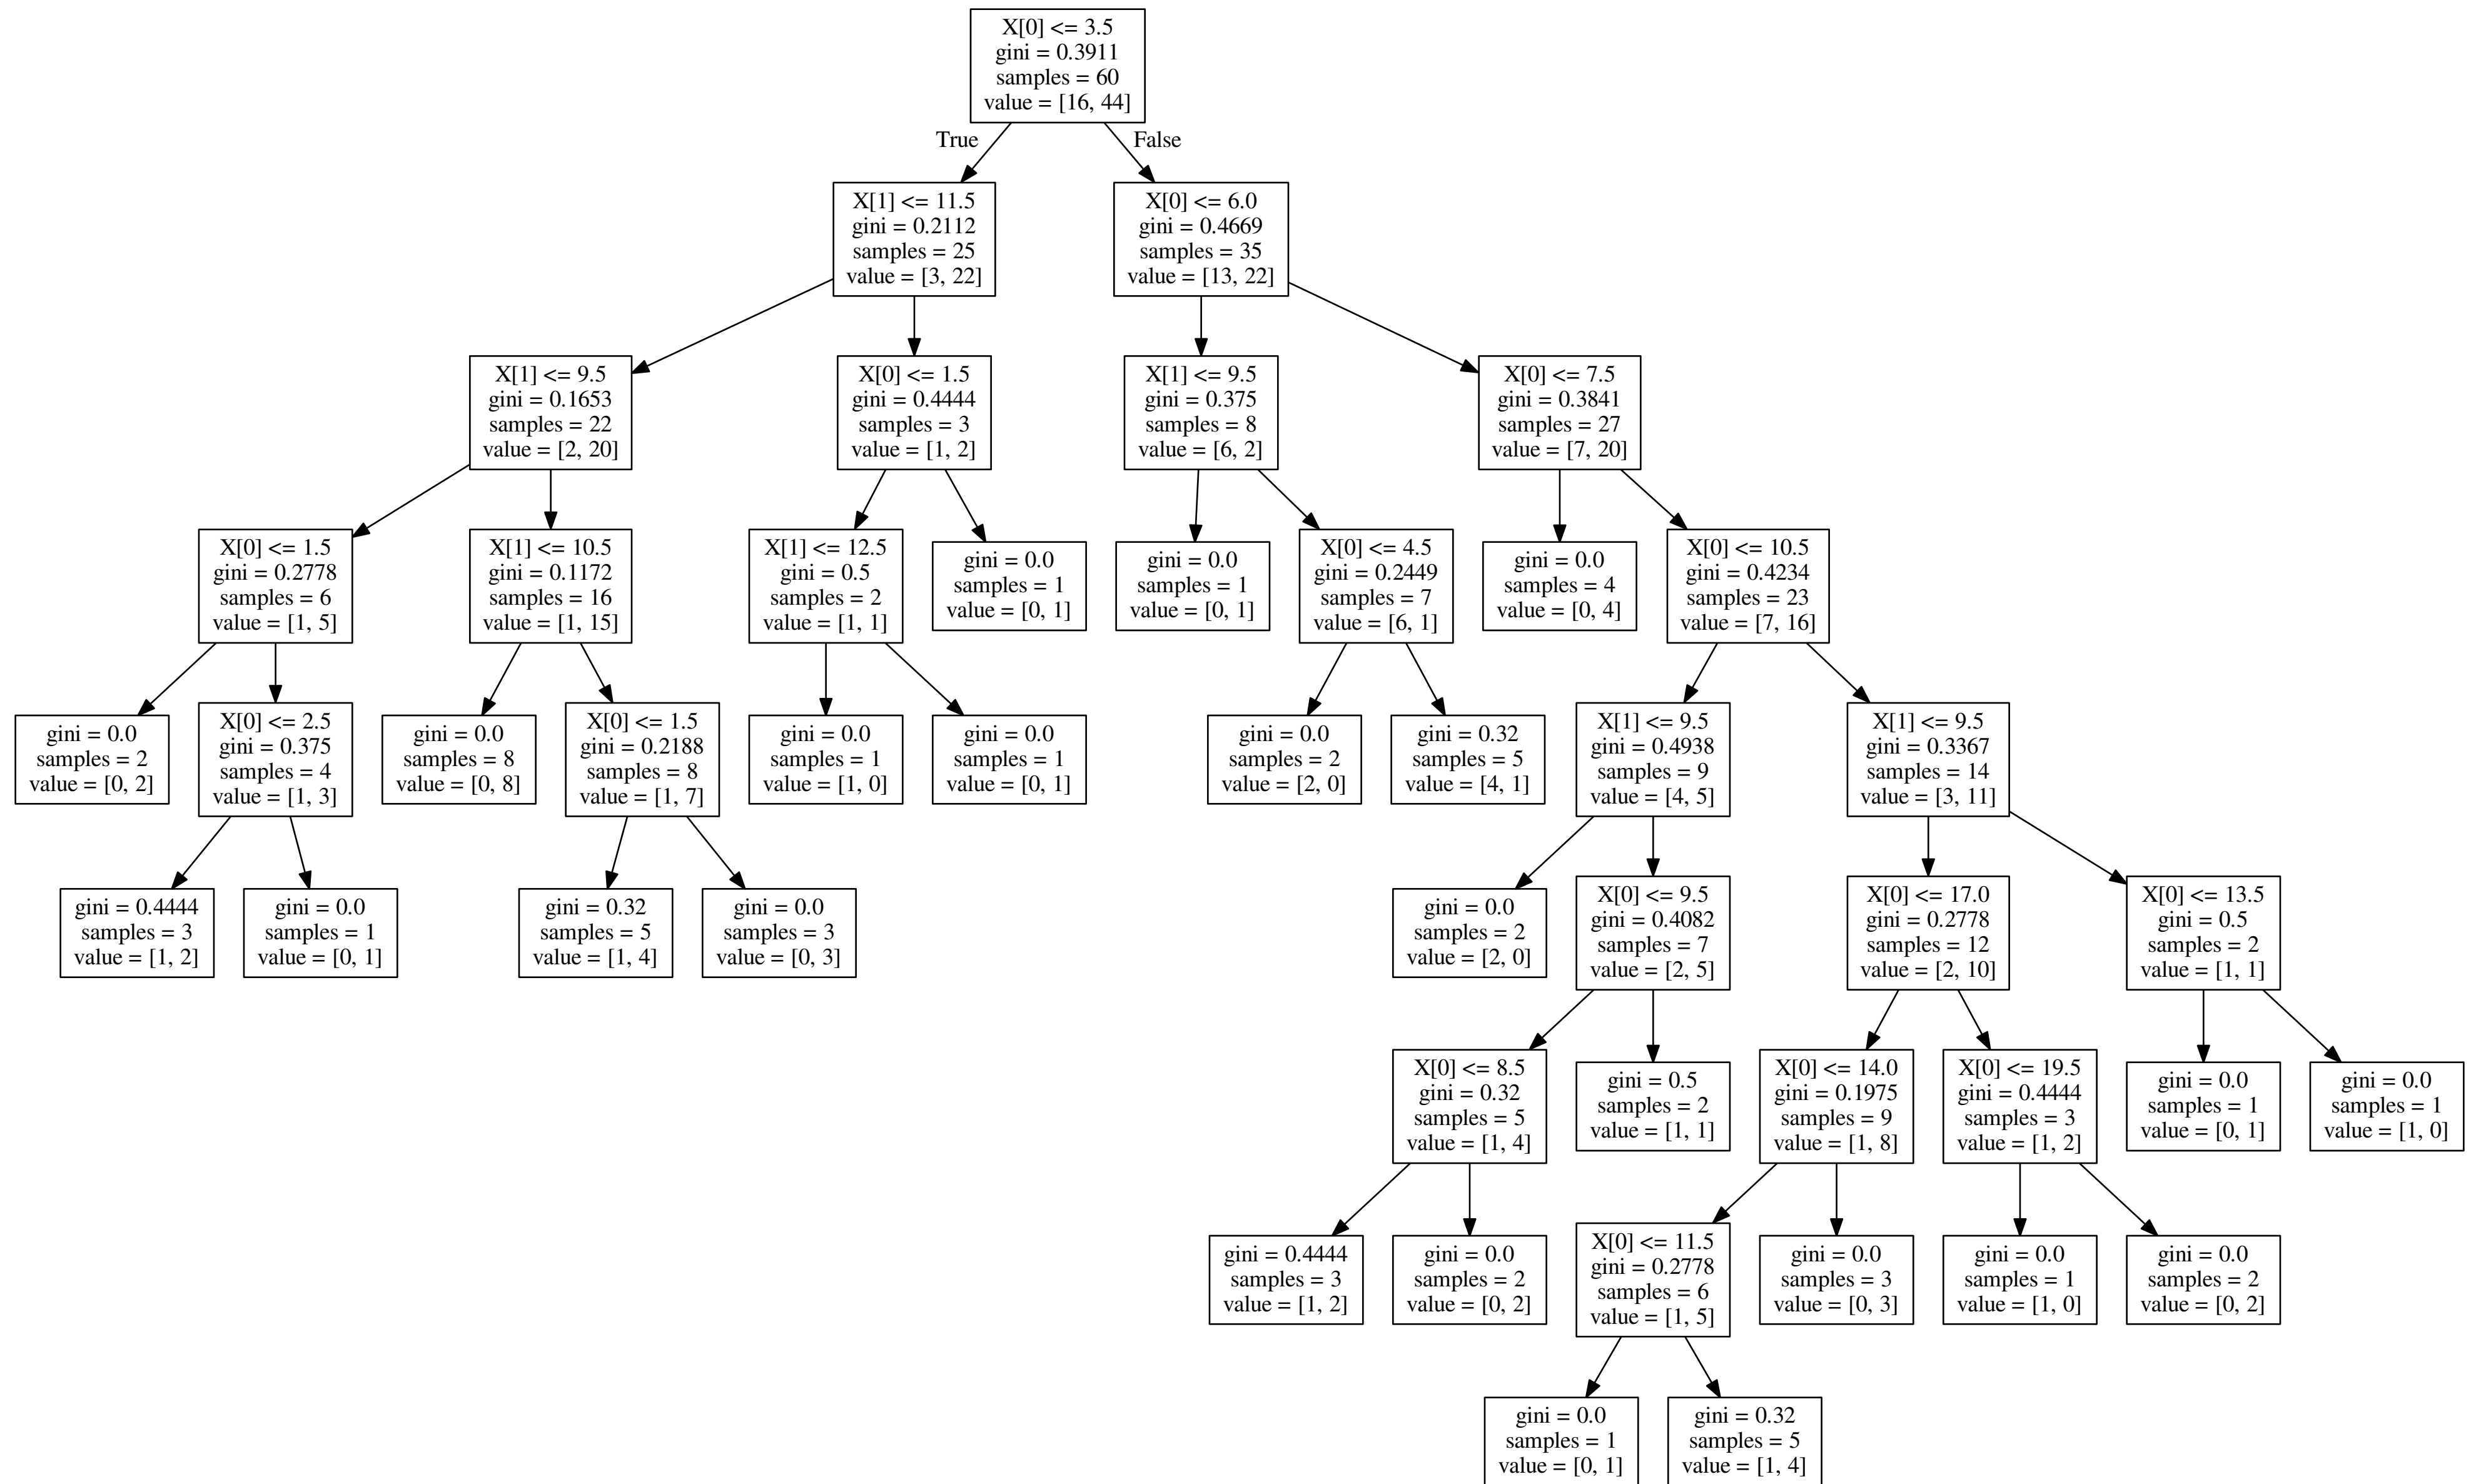 X[0] <= 3.5
gini = 0.3911
samples = 60
value = [16, 44]
True
False
X[1] <= 11.5
gini = 0.2112
samples = 25
value = [3, 22]
X[0] <= 6.0
gini = 0.4669
samples = 35
value = [13, 22]
X[1] <= 9.5
gini = 0.1653
samples = 22
value = [2, 20]
X[0] <= 1.5
gini = 0.4444
samples = 3
value = [1, 2]
X[1] <= 9.5
gini = 0.375
samples = 8
value = [6, 2]
X[0] <= 7.5
gini = 0.3841
samples = 27
value = [7, 20]
X[0] <= 1.5
gini = 0.2778
samples = 6
value = [1, 5]
X[1] <= 10.5
gini = 0.1172
samples = 16
value = [1, 15]
X[1] <= 12.5
gini = 0.5
samples = 2
value = [1, 1]
gini = 0.0
samples = 1
value = [0, 1]
gini = 0.0
samples = 1
value = [0, 1]
X[0] <= 4.5
gini = 0.2449
samples = 7
value = [6, 1]
gini = 0.0
samples = 4
value = [0, 4]
X[0] <= 10.5
gini = 0.4234
samples = 23
value = [7, 16]
gini = 0.0
samples = 2
value = [0, 2]
X[0] <= 2.5
gini = 0.375
samples = 4
value = [1, 3]
gini = 0.0
samples = 8
value = [0, 8]
X[0] <= 1.5
gini = 0.2188
samples = 8
value = [1, 7]
gini = 0.0
samples = 1
value = [1, 0]
gini = 0.0
samples = 1
value = [0, 1]
gini = 0.0
samples = 2
value = [2, 0]
gini = 0.32
samples = 5
value = [4, 1]
X[1] <= 9.5
gini = 0.4938
samples = 9
value = [4, 5]
X[1] <= 9.5
gini = 0.3367
samples = 14
value = [3, 11]
gini = 0.4444
samples = 3
value = [1, 2]
gini = 0.0
samples = 1
value = [0, 1]
gini = 0.32
samples = 5
value = [1, 4]
gini = 0.0
samples = 3
value = [0, 3]
gini = 0.0
samples = 2
value = [2, 0]
X[0] <= 9.5
gini = 0.4082
samples = 7
value = [2, 5]
X[0] <= 17.0
gini = 0.2778
samples = 12
value = [2, 10]
X[0] <= 13.5
gini = 0.5
samples = 2
value = [1, 1]
X[0] <= 8.5
gini = 0.32
samples = 5
value = [1, 4]
gini = 0.5
samples = 2
value = [1, 1]
X[0] <= 14.0
gini = 0.1975
samples = 9
value = [1, 8]
X[0] <= 19.5
gini = 0.4444
samples = 3
value = [1, 2]
gini = 0.0
samples = 1
value = [0, 1]
gini = 0.0
samples = 1
value = [1, 0]
gini = 0.4444
samples = 3
value = [1, 2]
gini = 0.0
samples = 2
value = [0, 2]
X[0] <= 11.5
gini = 0.2778
samples = 6
value = [1, 5]
gini = 0.0
samples = 3
value = [0, 3]
gini = 0.0
samples = 1
value = [1, 0]
gini = 0.0
samples = 2
value = [0, 2]
gini = 0.0
samples = 1
value = [0, 1]
gini = 0.32
samples = 5
value = [1, 4]